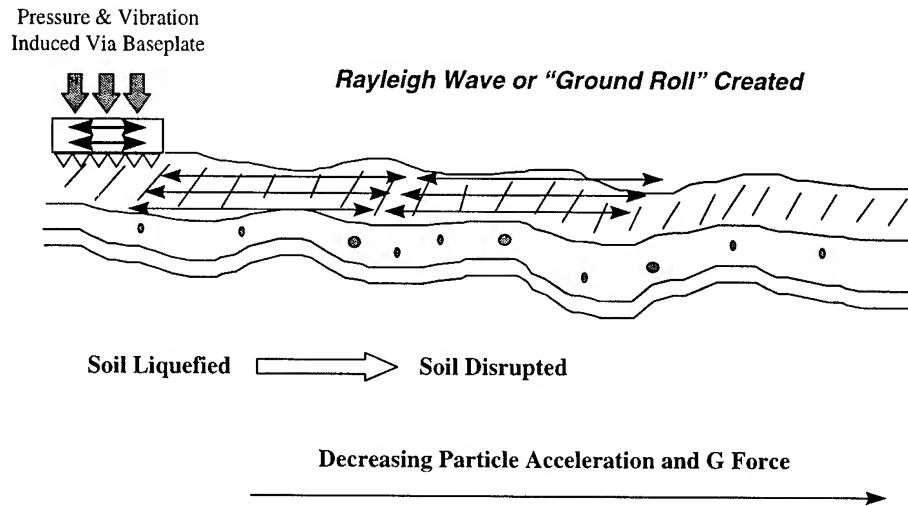 Pressure & Vibration
Induced Via Baseplate
Rayleigh Wave or “Ground Roll” Created
Soil Liquefied
Soil Disrupted
Decreasing Particle Acceleration and G Force